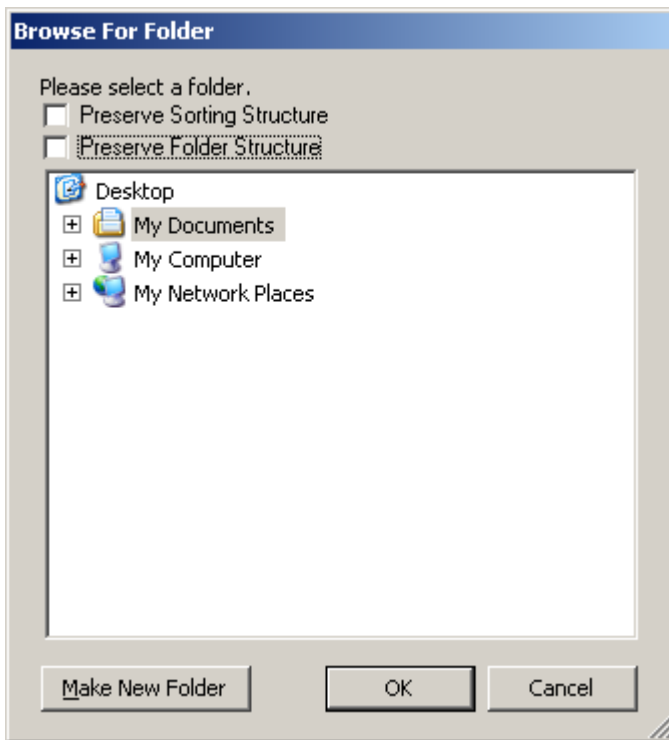 Browse For Folder
Please select a folder.
Preserve Sorting Structure
Preserve Folder Structure
Desktop
My Documents
My Computer
My Network Places
Make New Folder OK Cancel